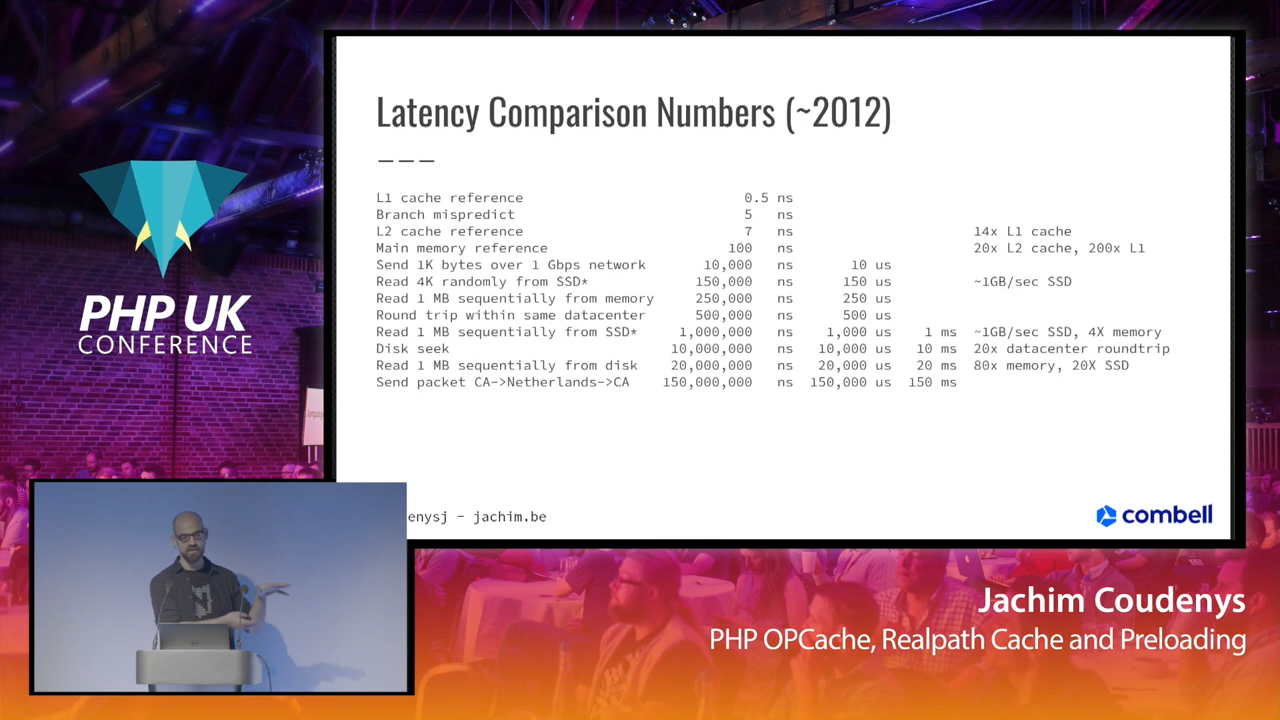 PHP UK
CONFERENCE
Latency Comparison Numbers (~2012)
L1 cache reference 0.5 ns
Branch mispredict 5 ns
L2 cache reference 7 ns 14x L1 cache
Main memory reference 100 ns 20x L2 cache, 200x L1
Send 1K bytes over 1 Gbps network 10,000 ns 10 us
Read 4K randomly from SSD* 150,000 ns 150 us ~1GB/sec SSD
Read 1 MB sequentially from memory 250,000 ns 250 us
Round trip within same datacenter 500,000 ns 500 us
Read 1 MB sequentially from SSD* 1,000,000 ns 1,000 us 1 ms ~1GB/sec SSD, 4X memory
Disk seek 10,000,000 ns 10,000 us 10 ms 20x datacenter roundtrip
Read 1 MB sequentially from disk 20,000,000 ns 20,000 us 20 ms 80x memory, 20X SSD
Send packet CA->Netherlands->CA 150,000,000 ns 150,000 us 150 ms
enysj - jachim.be
combell
Jachim Coudenys
PHP OPCache, Realpath Cache and Preloading